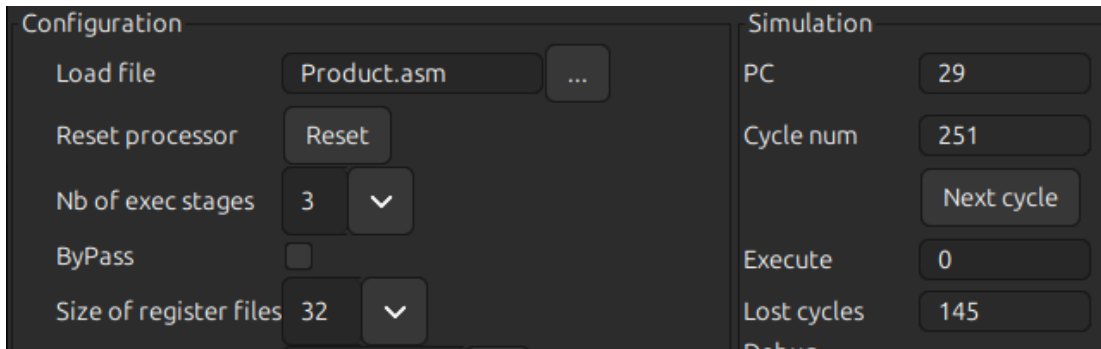 Configuration
Load file Product.asm ...
Reset processor Reset
Nb of exec stages 3
ByPass
Size of register files 32
Simulation
PC 29
Cycle num 251
Next cycle
Execute 0
Lost cycles 145
Debug